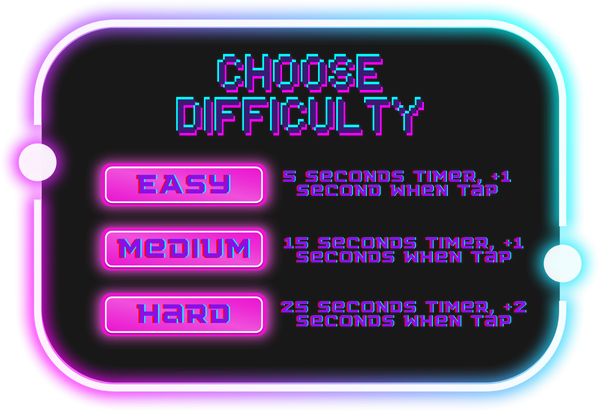 CHOOSE
DIFFICULTY
EASY
5 SECONDS TIMER, +1
SECOND WHEN TAP
MEDIUM
15 SECONDS TIMER, +1
SECONDS WHEN TAP
HARD
25 SECONDS TIMER, +2
SECONDS WHEN TAP